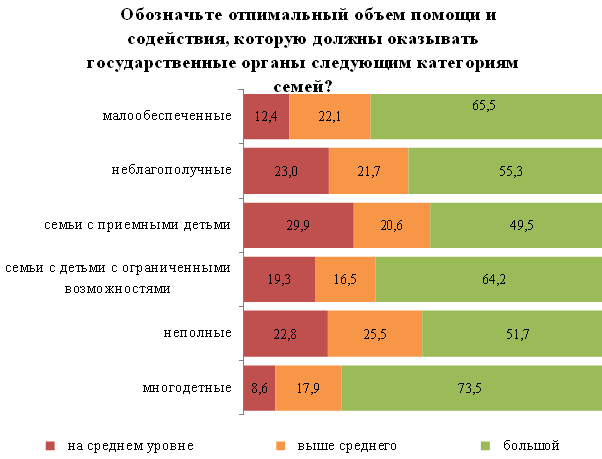 Обозначьте отпимальный объем помощи и
содействия, которую должны оказывать
государственные органы следующим категориям
семей?
малообеспеченные
12,4
22,1
65,5
неблагополучные
23,0
21,7
55,3
семьи с приемными детьми
29,9
20,6
49,5
семьи с детьми с ограниченными
возможностями
19,3
16,5
64,2
неполные
22,8
25,5
51,7
многодетные
8,6
17,9
73,5
на среднем уровне
выше среднего
большой